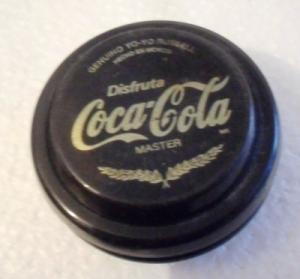 GENUINO YO-YO RUSSELL
HECHO EN MEXICO
Disfruta
Coca-Cola
MASTER